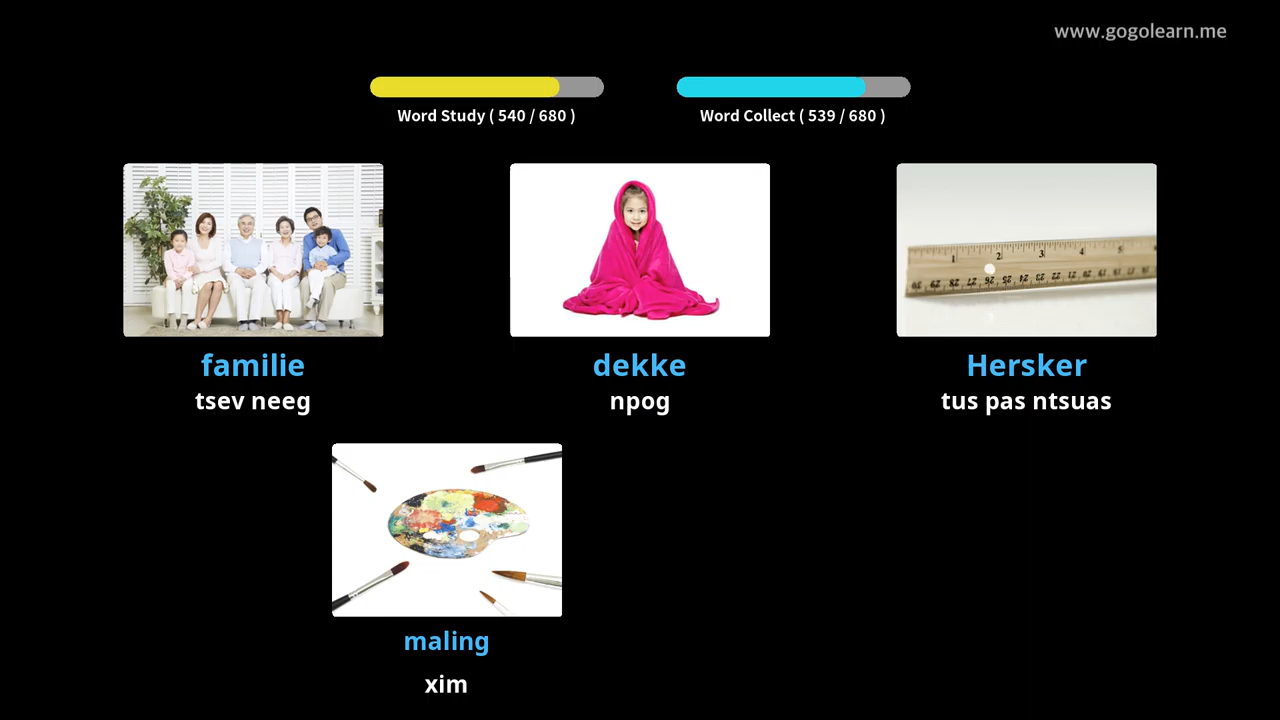 www.gogolearn.me
Word Study ( 540 / 680 )
Word Collect ( 539 / 680 )
familie
tsev neeg
dekke
npog
Hersker
tus pas ntsuas
maling
xim